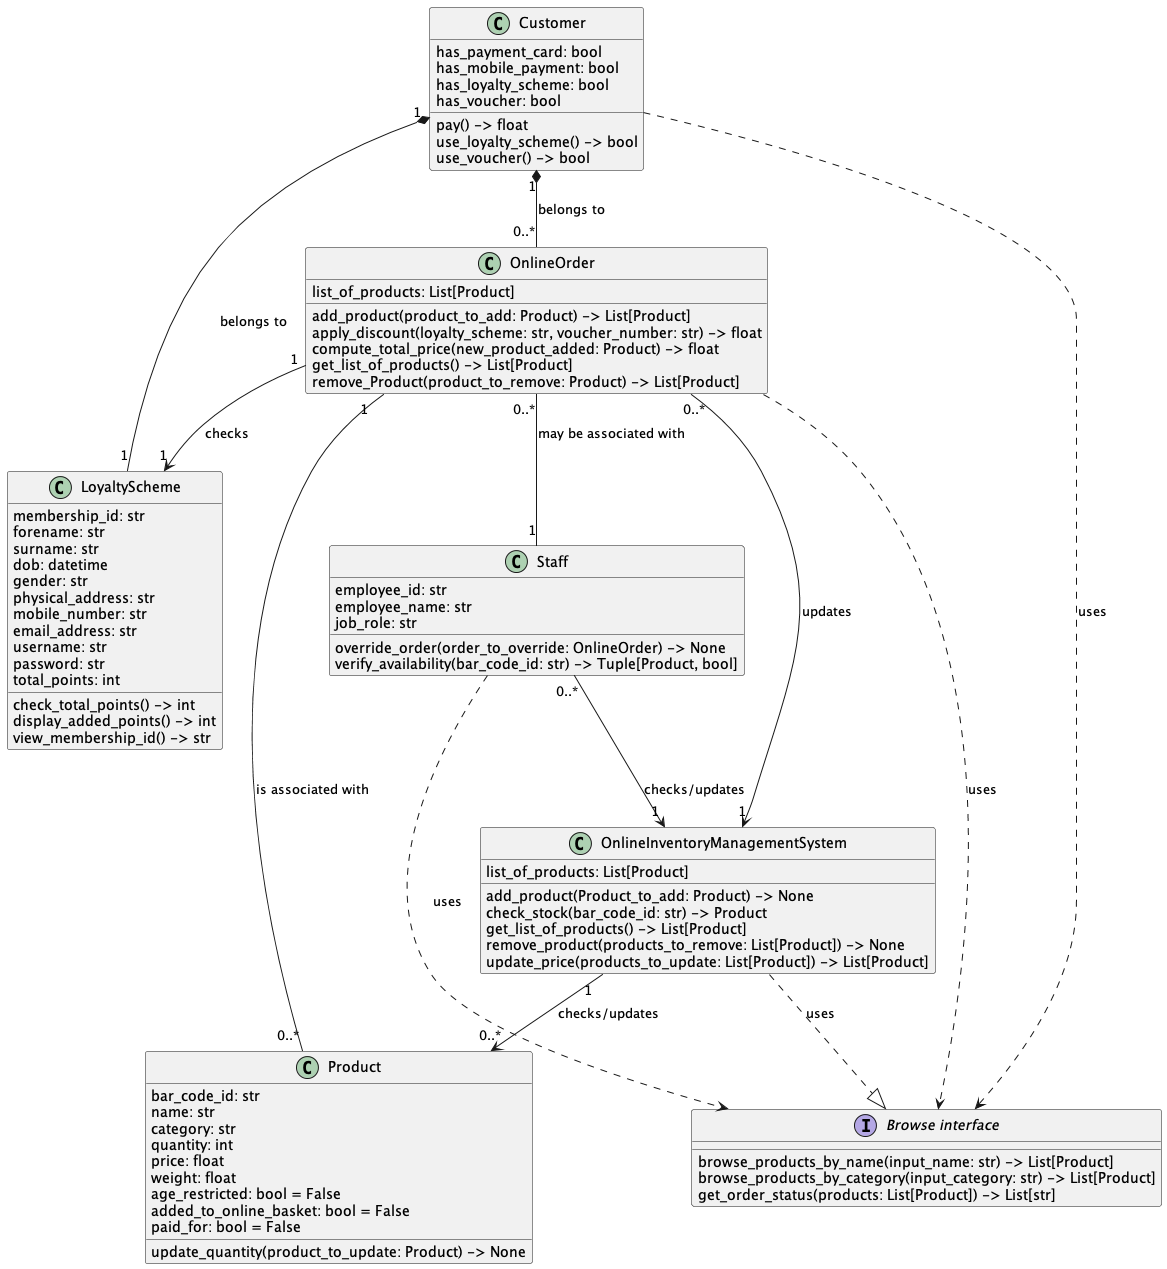 C Customer
has_payment_card: bool
has_mobile_payment: bool
has_loyalty_scheme: bool
has_voucher: bool
pay() -> float
use_loyalty_scheme() -> bool
use_voucher() -> bool
1
1
belongs to
0..*
C OnlineOrder
list_of_products: List[Product]
add_product(product_to_add: Product) -> List[Product]
apply_discount(loyalty_scheme: str, voucher_number: str) -> float
compute_total_price(new_product_added: Product) -> float
get_list_of_products() -> List[Product]
remove_Product(product_to_remove: Product) -> List[Product]
belongs to
1
1
0..*
0..*
checks
may be associated with
1
1
C LoyaltyScheme
membership_id: str
forename: str
surname: str
dob: datetime
gender: str
physical_address: str
mobile_number: str
email_address: str
username: str
password: str
total_points: int
check_total_points() -> int
display_added_points() -> int
view_membership_id() -> str
1
C Staff
employee_id: str
employee_name: str
job_role: str
override_order(order_to_override: OnlineOrder) -> None
verify_availability(bar_code_id: str) -> Tuple[Product, bool]
updates
uses
0..*
is associated with
checks/updates
uses
1
1
C OnlineInventoryManagementSystem
list_of_products: List[Product]
add_product(Product_to_add: Product) -> None
check_stock(bar_code_id: str) -> Product
get_list_of_products() -> List[Product]
remove_product(products_to_remove: List[Product]) -> None
update_price(products_to_update: List[Product]) -> List[Product]
uses
1
checks/updates
uses
0..*
0..*
C Product
bar_code_id: str
name: str
category: str
quantity: int
price: float
weight: float
age_restricted: bool = False
added_to_online_basket: bool = False
paid_for: bool = False
update_quantity(product_to_update: Product) -> None
I Browse interface
browse_products_by_name(input_name: str) -> List[Product]
browse_products_by_category(input_category: str) -> List[Product]
get_order_status(products: List[Product]) -> List[str]